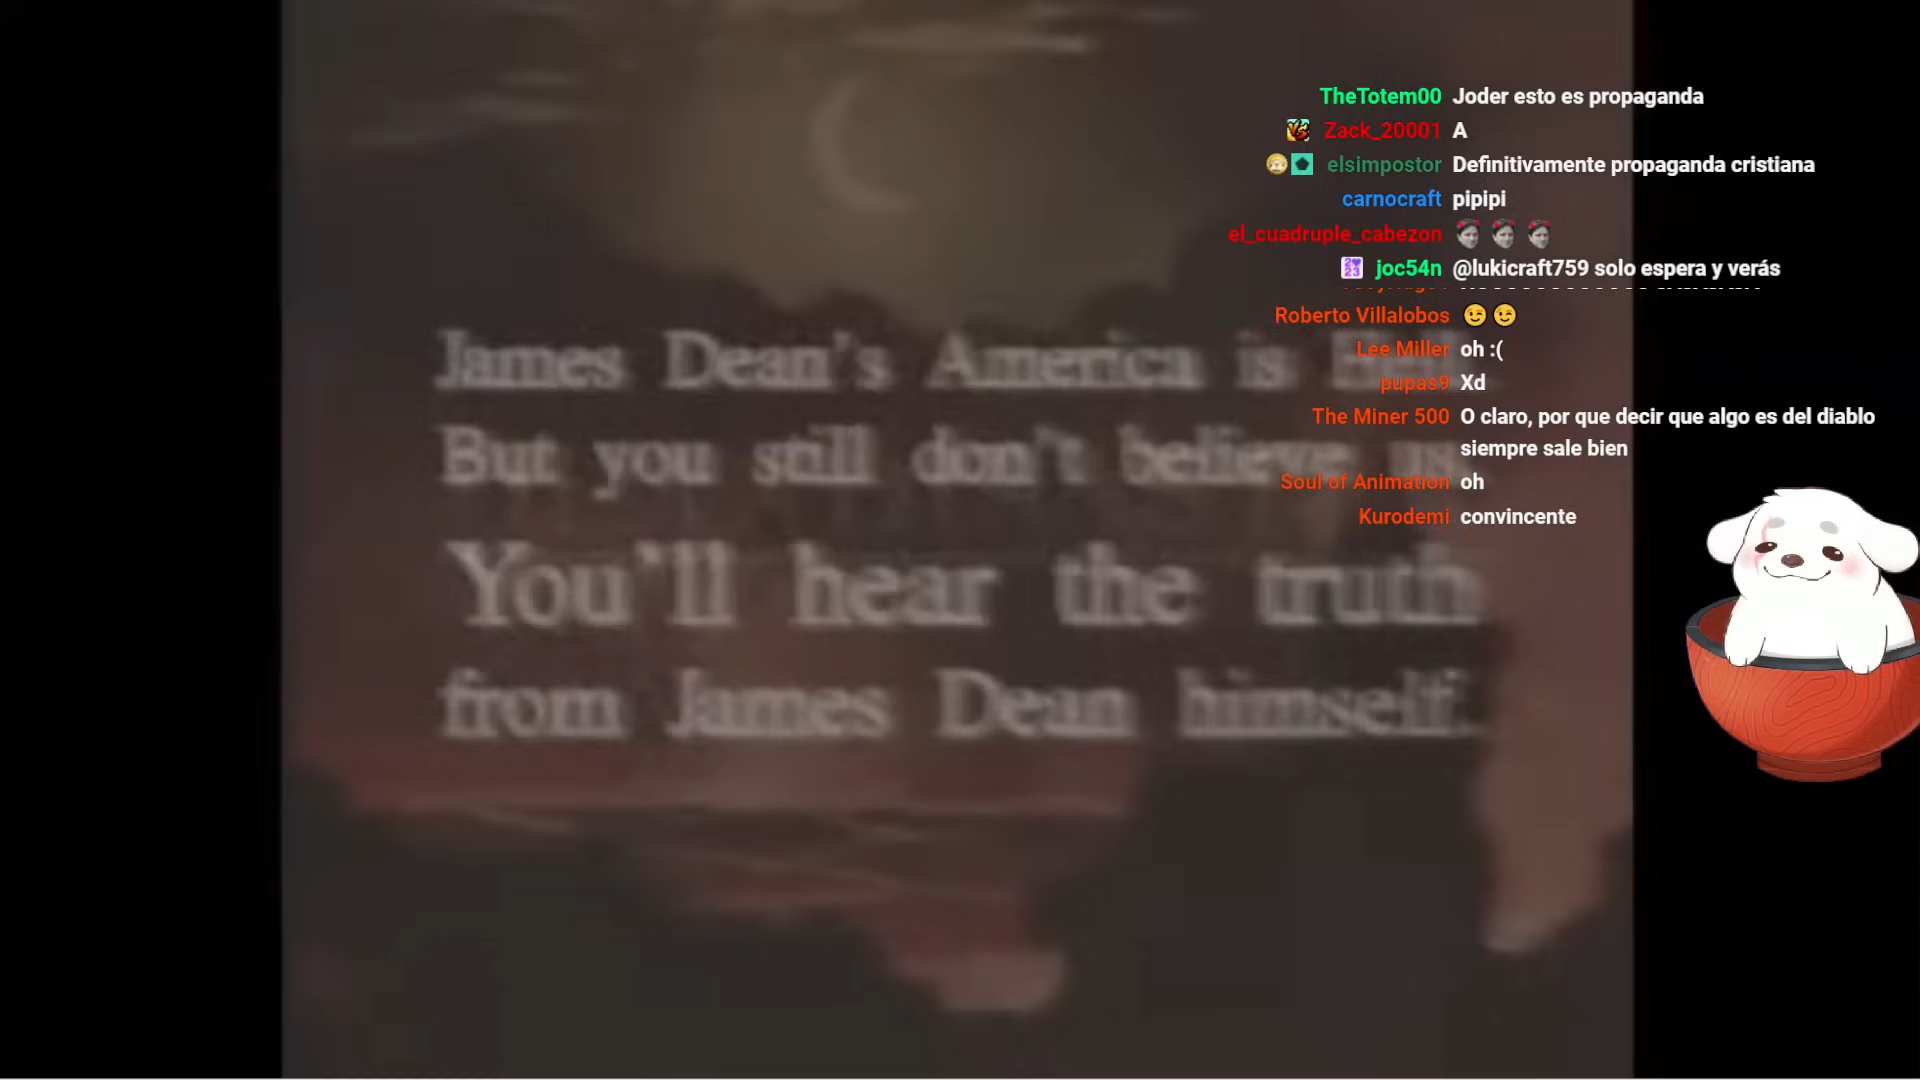 James Dean's America is Hell.
But you still don't believe us.
You'll hear the truth
from James Dean himself.
TheTotem00 Joder esto es propaganda
Zack_20001 A
elsimpostor Definitivamente propaganda cristiana
carnocraft pipipi
el_cuadruple_cabezon
joc54n @lukicraft759 solo espera y verás
Roberto Villalobos 😉 😉
Lee Miller oh :(
pupas9 Xd
The Miner 500 O claro, por que decir que algo es del diablo
siempre sale bien
Soul of Animation oh
Kurodemi convincente